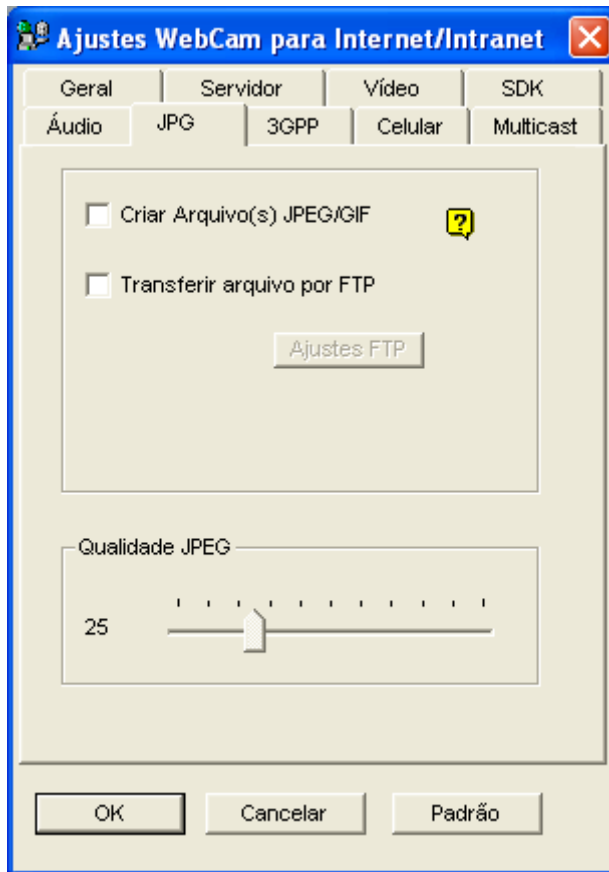 Ajustes WebCam para Internet/Intranet
Geral Servidor Vídeo SDK
Áudio JPG 3GPP Celular Multicast
Criar Arquivo(s) JPEG/GIF
?
Transferir arquivo por FTP
Ajustes FTP
Qualidade JPEG
25
OK Cancelar Padrão